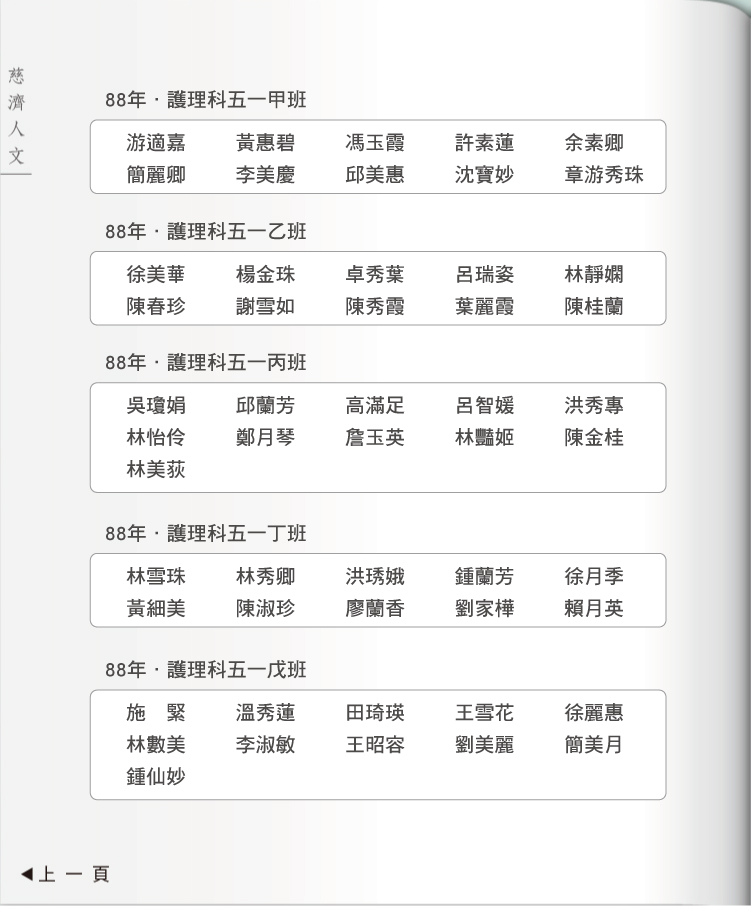 慈濟人文
88年．護理科五一甲班
游適嘉 黃惠碧 馮玉霞 許素蓮 余素卿
簡麗卿 李美慶 邱美惠 沈寶妙 章游秀珠
88年．護理科五一乙班
徐美華 楊金珠 卓秀葉 呂瑞姿 林靜嫻
陳春珍 謝雪如 陳秀霞 葉麗霞 陳桂蘭
88年．護理科五一丙班
吳瓊娟 邱蘭芳 高滿足 呂智媛 洪秀專
林怡伶 鄭月琴 詹玉英 林豔姬 陳金桂
林美荻
88年．護理科五一丁班
林雪珠 林秀卿 洪琇娥 鍾蘭芳 徐月季
黃細美 陳淑珍 廖蘭香 劉家樺 賴月英
88年．護理科五一戊班
施　緊 溫秀蓮 田琦瑛 王雪花 徐麗惠
林數美 李淑敏 王昭容 劉美麗 簡美月
鍾仙妙
◀上一頁